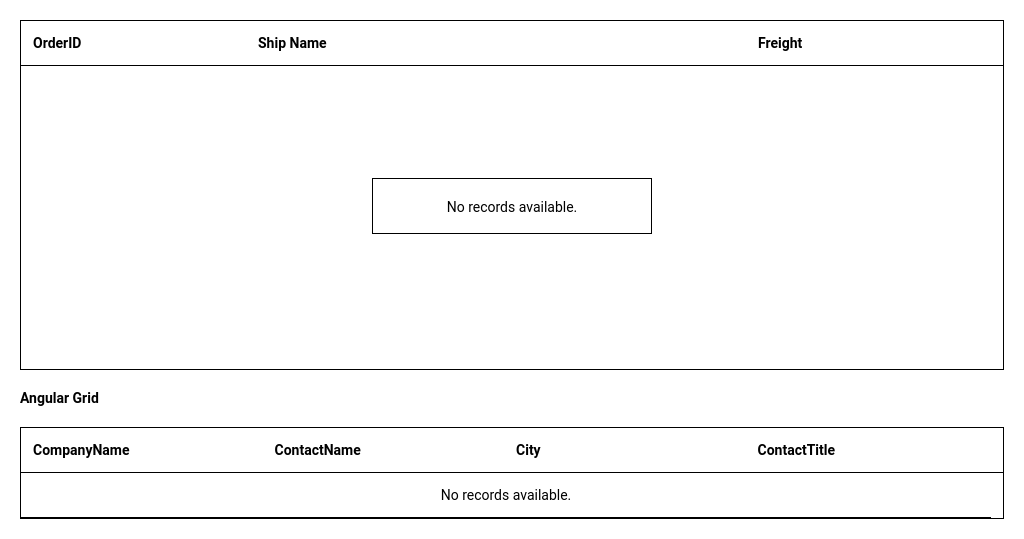 OrderID Ship Name Freight
No records available.
Angular Grid
CompanyName ContactName City ContactTitle
No records available.